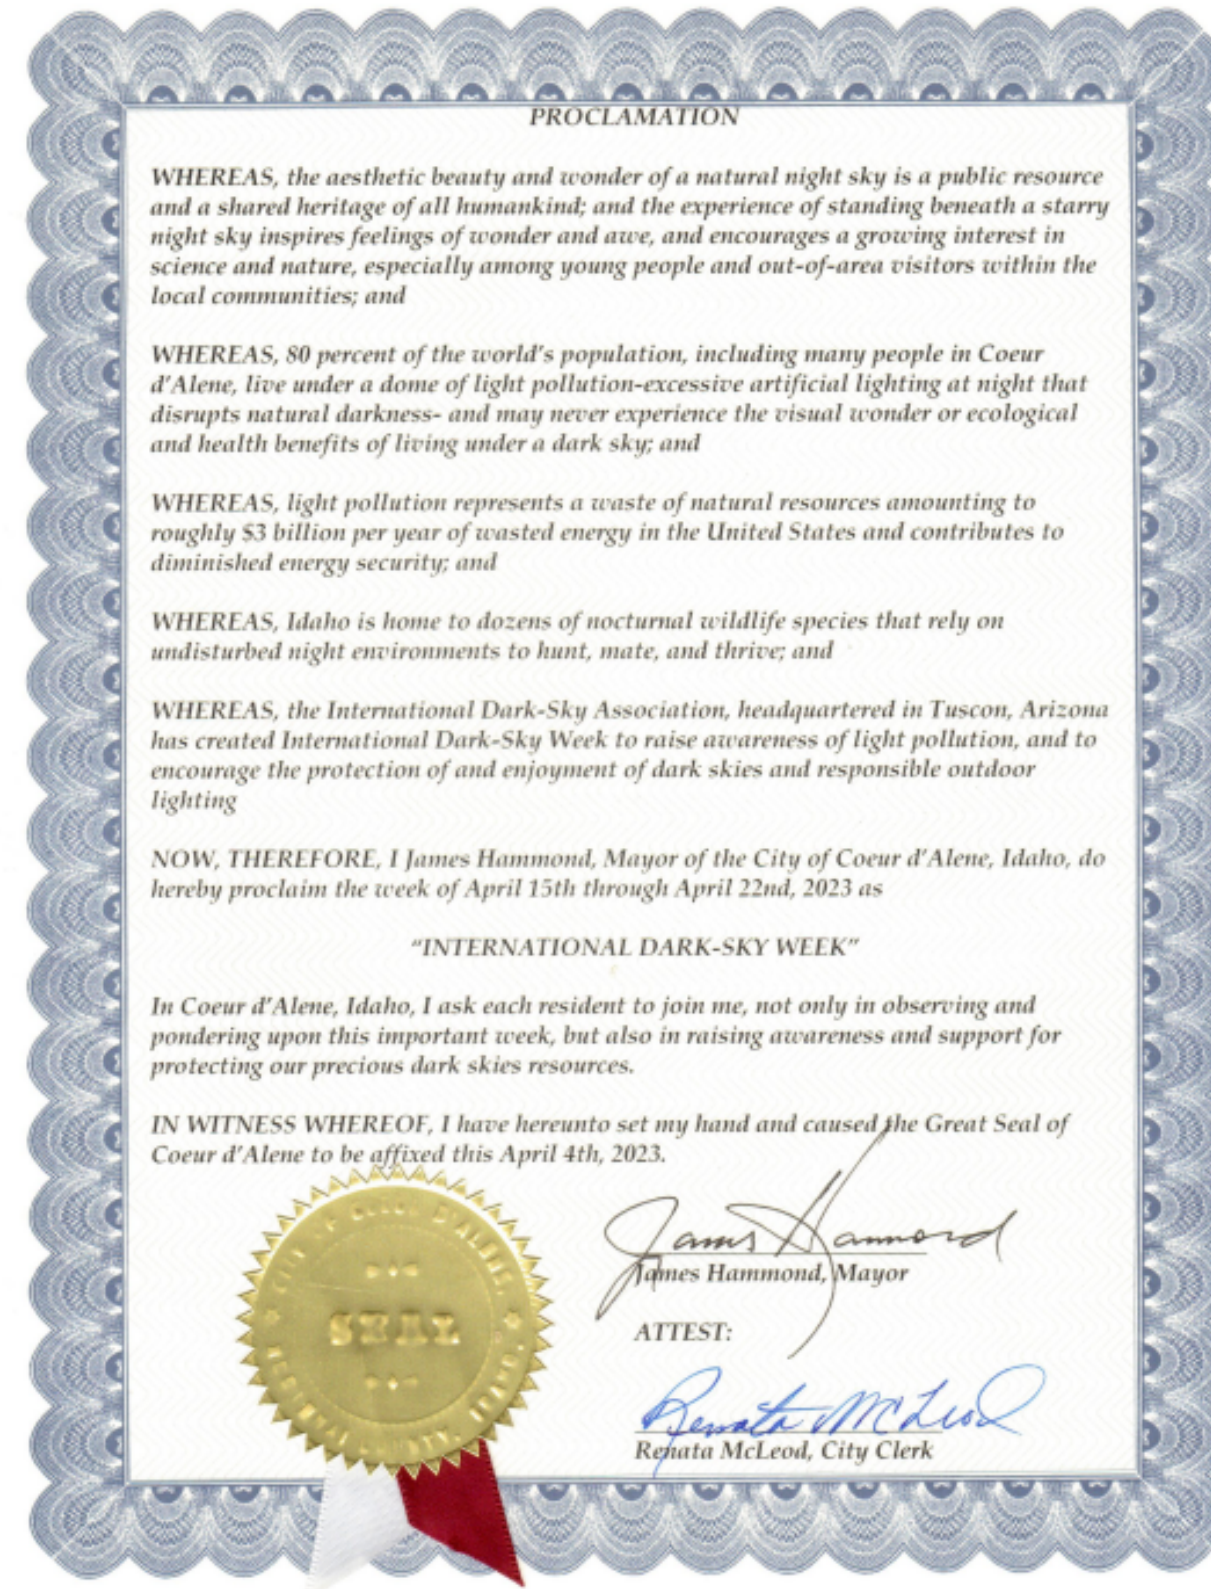 PROCLAMATION
WHEREAS, the aesthetic beauty and wonder of a natural night sky is a public resource
and a shared heritage of all humankind; and the experience of standing beneath a starry
night sky inspires feelings of wonder and awe, and encourages a growing interest in
science and nature, especially among young people and out-of-area visitors within the
local communities; and
WHEREAS, 80 percent of the world's population, including many people in Coeur
d'Alene, live under a dome of light pollution-excessive artificial lighting at night that
disrupts natural darkness- and may never experience the visual wonder or ecological
and health benefits of living under a dark sky; and
WHEREAS, light pollution represents a waste of natural resources amounting to
roughly $3 billion per year of wasted energy in the United States and contributes to
diminished energy security; and
WHEREAS, Idaho is home to dozens of nocturnal wildlife species that rely on
undisturbed night environments to hunt, mate, and thrive; and
WHEREAS, the International Dark-Sky Association, headquartered in Tuscon, Arizona
has created International Dark-Sky Week to raise awareness of light pollution, and to
encourage the protection of and enjoyment of dark skies and responsible outdoor
lighting
NOW, THEREFORE, I James Hammond, Mayor of the City of Coeur d'Alene, Idaho, do
hereby proclaim the week of April 15th through April 22nd, 2023 as
"INTERNATIONAL DARK-SKY WEEK"
In Coeur d'Alene, Idaho, I ask each resident to join me, not only in observing and
pondering upon this important week, but also in raising awareness and support for
protecting our precious dark skies resources.
IN WITNESS WHEREOF, I have hereunto set my hand and caused the Great Seal of
Coeur d'Alene to be affixed this April 4th, 2023.
CITY OF COEUR D'ALENE,
SEAL
KOOTENAI COUNTY, IDAHO.
James Hammond
James Hammond, Mayor
ATTEST:
Renata McLeod
Renata McLeod, City Clerk